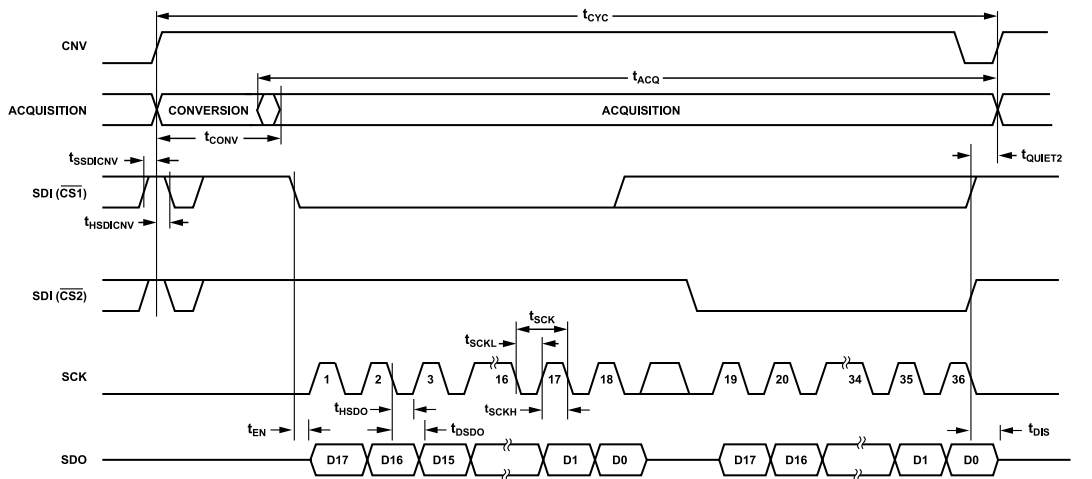 tCYC
CNV
tACQ
ACQUISITION
CONVERSION
ACQUISITION
tCONV
tSSDICNV
tQUIET2
SDI (CS1)
tHSDICNV
SDI (CS2)
tSCK
tSCKL
SCK
1 2 3 16 17 18 19 20 34 35 36
tHSDO
tSCKH
tEN
tDSDO
tDIS
SDO
D17 D16 D15 D1 D0 D17 D16 D1 D0